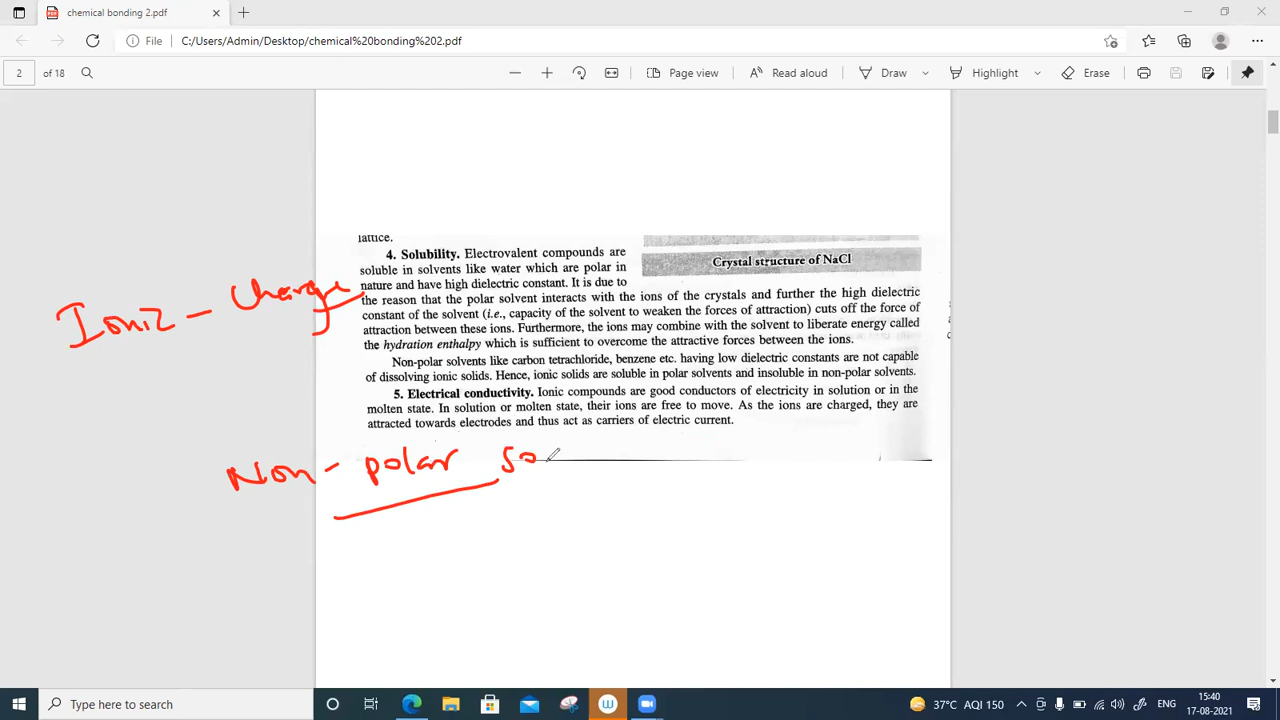 chemical bonding 2.pdf
File C:/Users/Admin/Desktop/chemical%20bonding%202.pdf
2 of 18 Page view Read aloud Draw Highlight Erase
lattice.
4. Solubility. Electrovalent compounds are
soluble in solvents like water which are polar in
nature and have high dielectric constant. It is due to
Crystal structure of NaCl
the reason that the polar solvent interacts with the ions of the crystals and further the high dielectric
constant of the solvent (i.e., capacity of the solvent to weaken the forces of attraction) cuts off the force of
attraction between these ions. Furthermore, the ions may combine with the solvent to liberate energy called
the hydration enthalpy which is sufficient to overcome the attractive forces between the ions.
Non-polar solvents like carbon tetrachloride, benzene etc. having low dielectric constants are not capable
of dissolving ionic solids. Hence, ionic solids are soluble in polar solvents and insoluble in non-polar solvents.
5. Electrical conductivity. Ionic compounds are good conductors of electricity in solution or in the
molten state. In solution or molten state, their ions are free to move. As the ions are charged, they are
attracted towards electrodes and thus act as carriers of electric current.
Ionic - Charge
Non - polar so
Type here to search
37°C AQI 150 ENG 15:40
17-08-2021